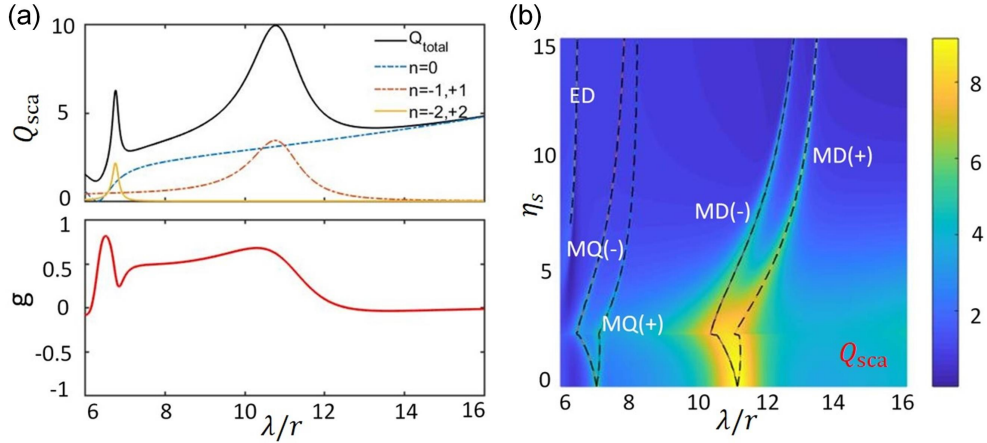 (a)
10
5
0
Q_sca
Q_total
n=0
n=-1,+1
n=-2,+2
1
0.5
0
-0.5
-1
g
6 8 10 12 14 16
λ/r
(b)
15
10
5
0
η_s
ED
MQ(-)
MQ(+)
MD(-)
MD(+)
Q_sca
6 8 10 12 14 16
λ/r
8
6
4
2